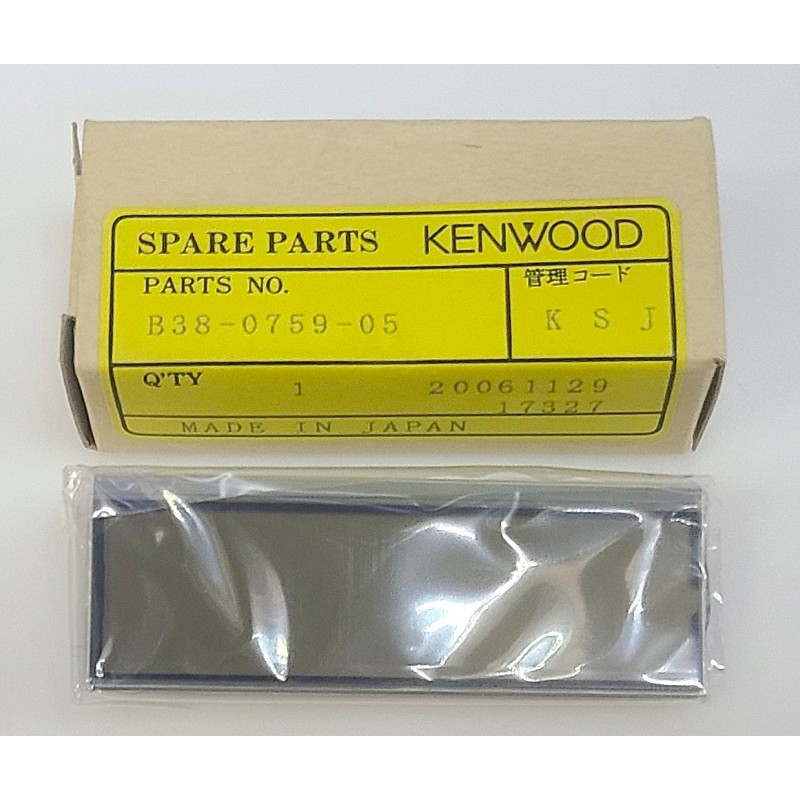 SPARE PARTS KENWOOD
PARTS NO. 管理コード
B38-0759-05 K S J
Q'TY 1 20061129
17327
MADE IN JAPAN